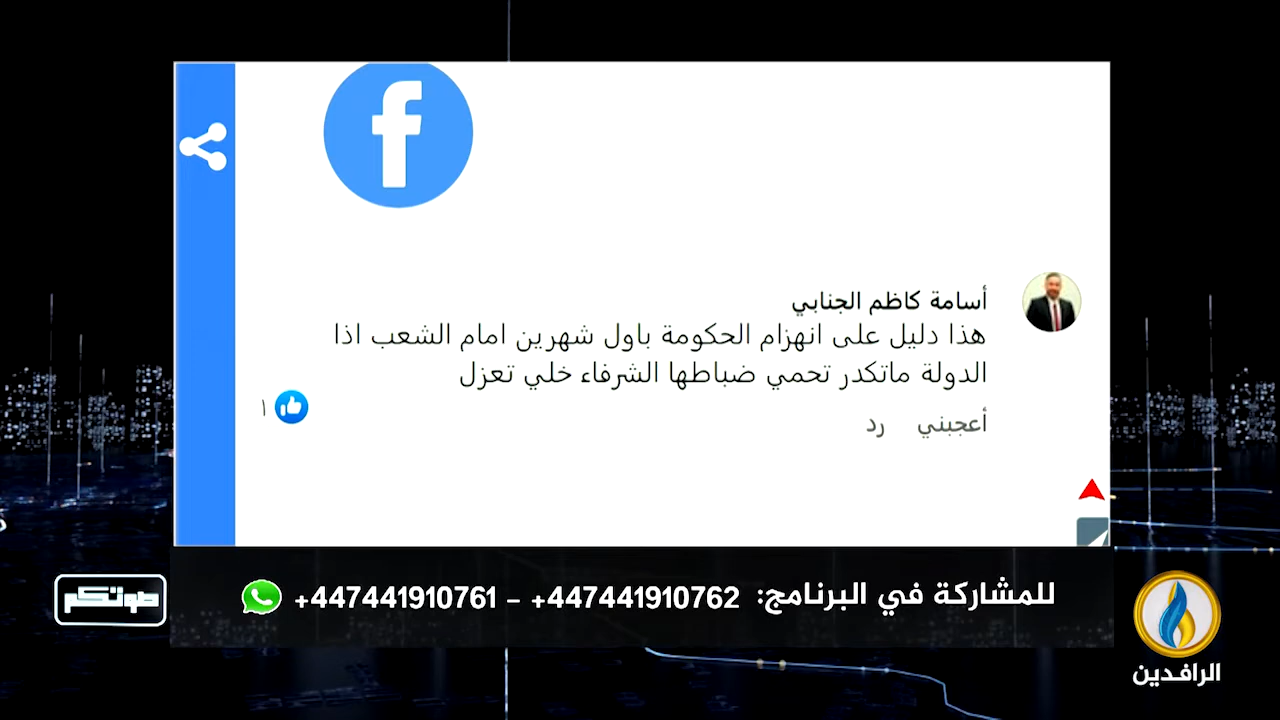 f
أسامة كاظم الجنابي
هذا دليل على انهزام الحكومة باول شهرين امام الشعب اذا
الدولة ماتكدر تحمي ضباطها الشرفاء خلي تعزل
١
أعجبني رد
للمشاركة في البرنامج: 447441910762+ – 447441910761+
صوتكم
الرافدين